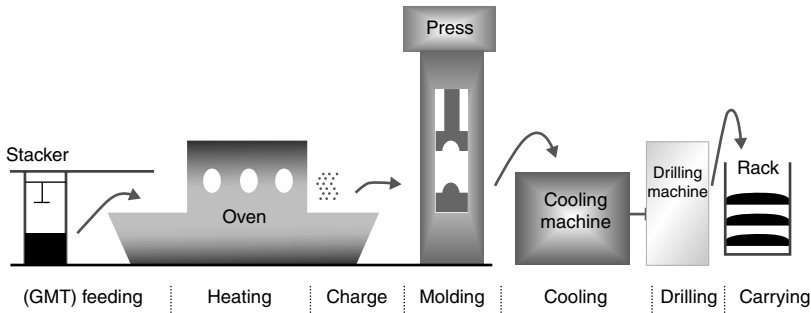 Press
Stacker
Oven
Cooling
machine
Drilling
machine
Rack
(GMT) feeding
Heating
Charge
Molding
Cooling
Drilling
Carrying